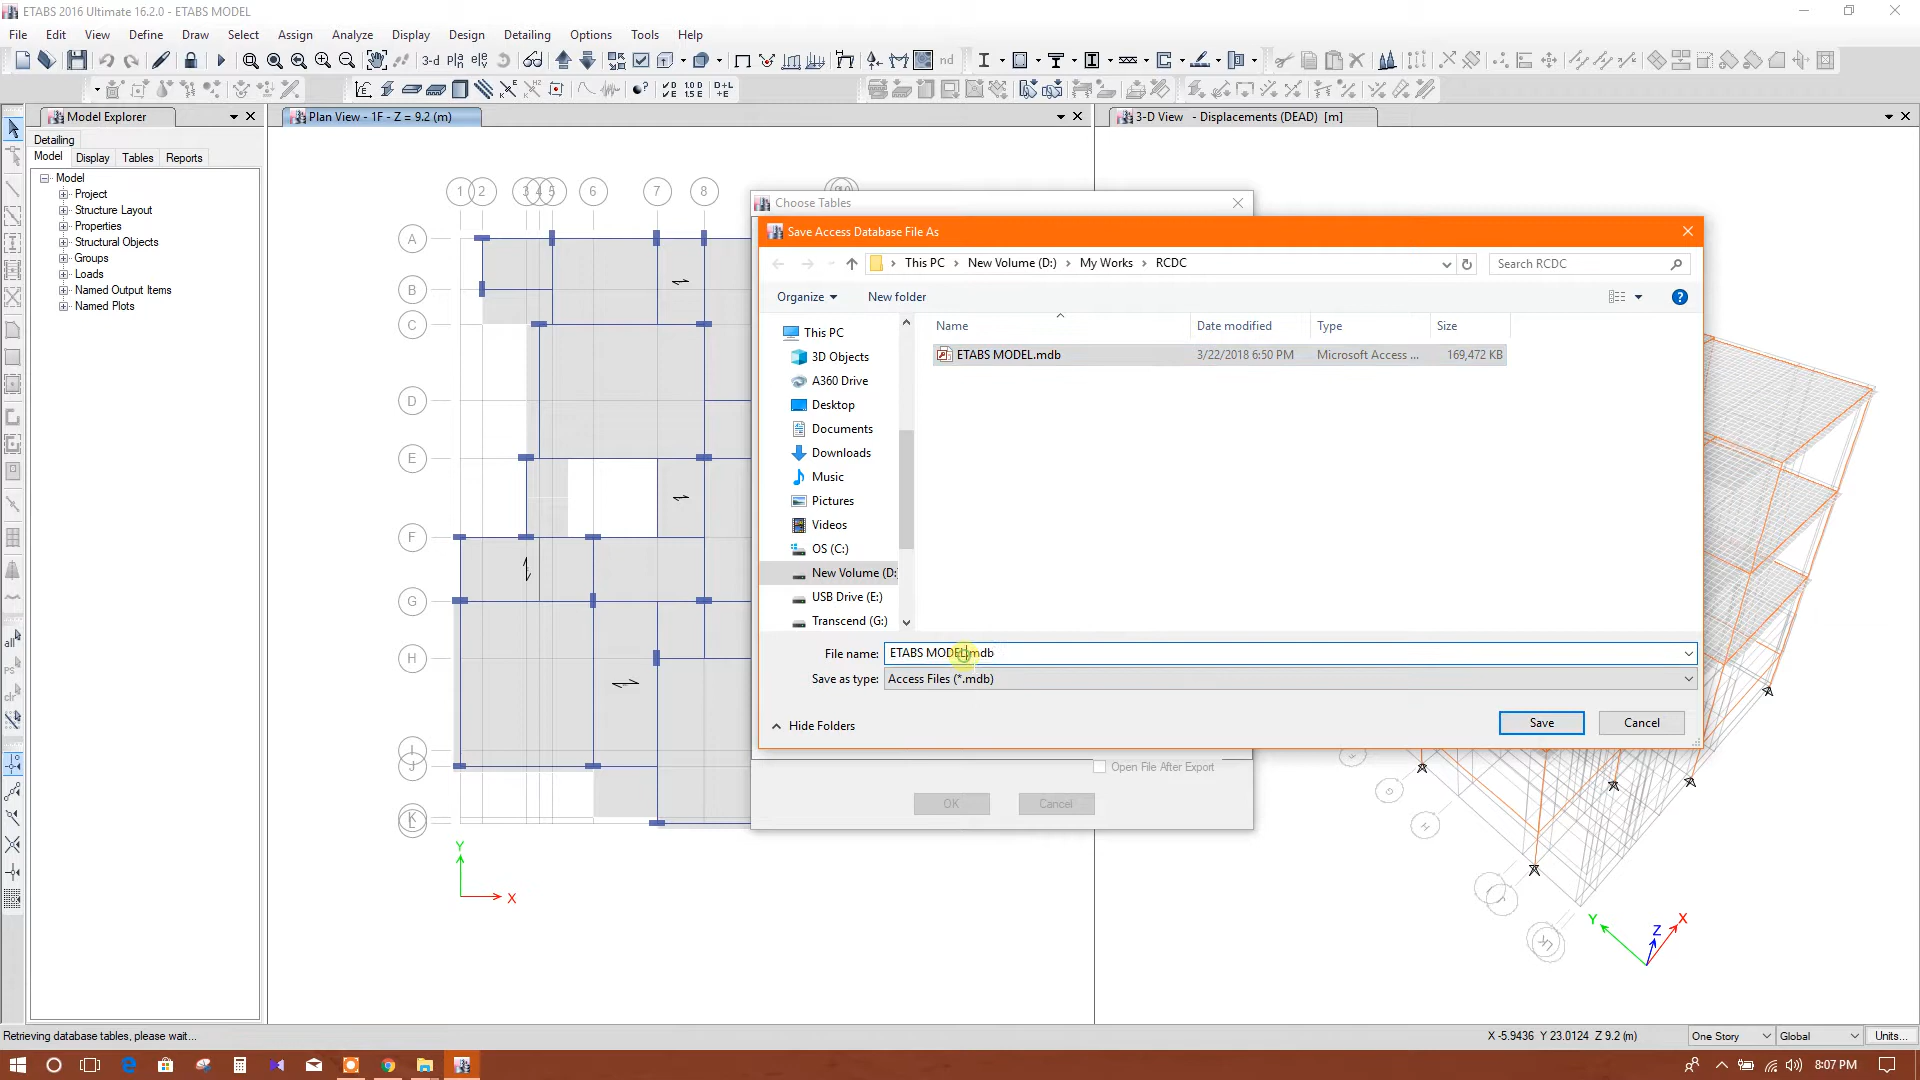 ETABS 2016 Ultimate 16.2.0 - ETABS MODEL
File Edit View Define Draw Select Assign Analyze Display Design Detailing Options Tools Help
3-d
nd
Model Explorer
Plan View - 1F - Z = 9.2 (m)
3-D View - Displacements (DEAD) [m]
Detailing
Model Display Tables Reports
Model
Project
Structure Layout
Properties
Structural Objects
Groups
Loads
Named Output Items
Named Plots
1 2 3 4 5 6 7 8
A
B
C
D
E
F
G
H
I
J
K
L
Y
X
Choose Tables
Save Access Database File As
This PC New Volume (D:) My Works RCDC
Search RCDC
Organize New folder
Name Date modified Type Size
ETABS MODEL.mdb 3/22/2018 6:50 PM Microsoft Access ... 169,472 KB
This PC
3D Objects
A360 Drive
Desktop
Documents
Downloads
Music
Pictures
Videos
OS (C:)
New Volume (D:
USB Drive (E:)
Transcend (G:)
File name: ETABS MODEL.mdb
Save as type: Access Files (*.mdb)
Hide Folders
Save Cancel
Open File After Export
OK Cancel
G
H
Y Z X
all
PS
clr
Retrieving database tables, please wait...
X -5.9436 Y 23.0124 Z 9.2 (m)
One Story
Global
Units...
8:07 PM